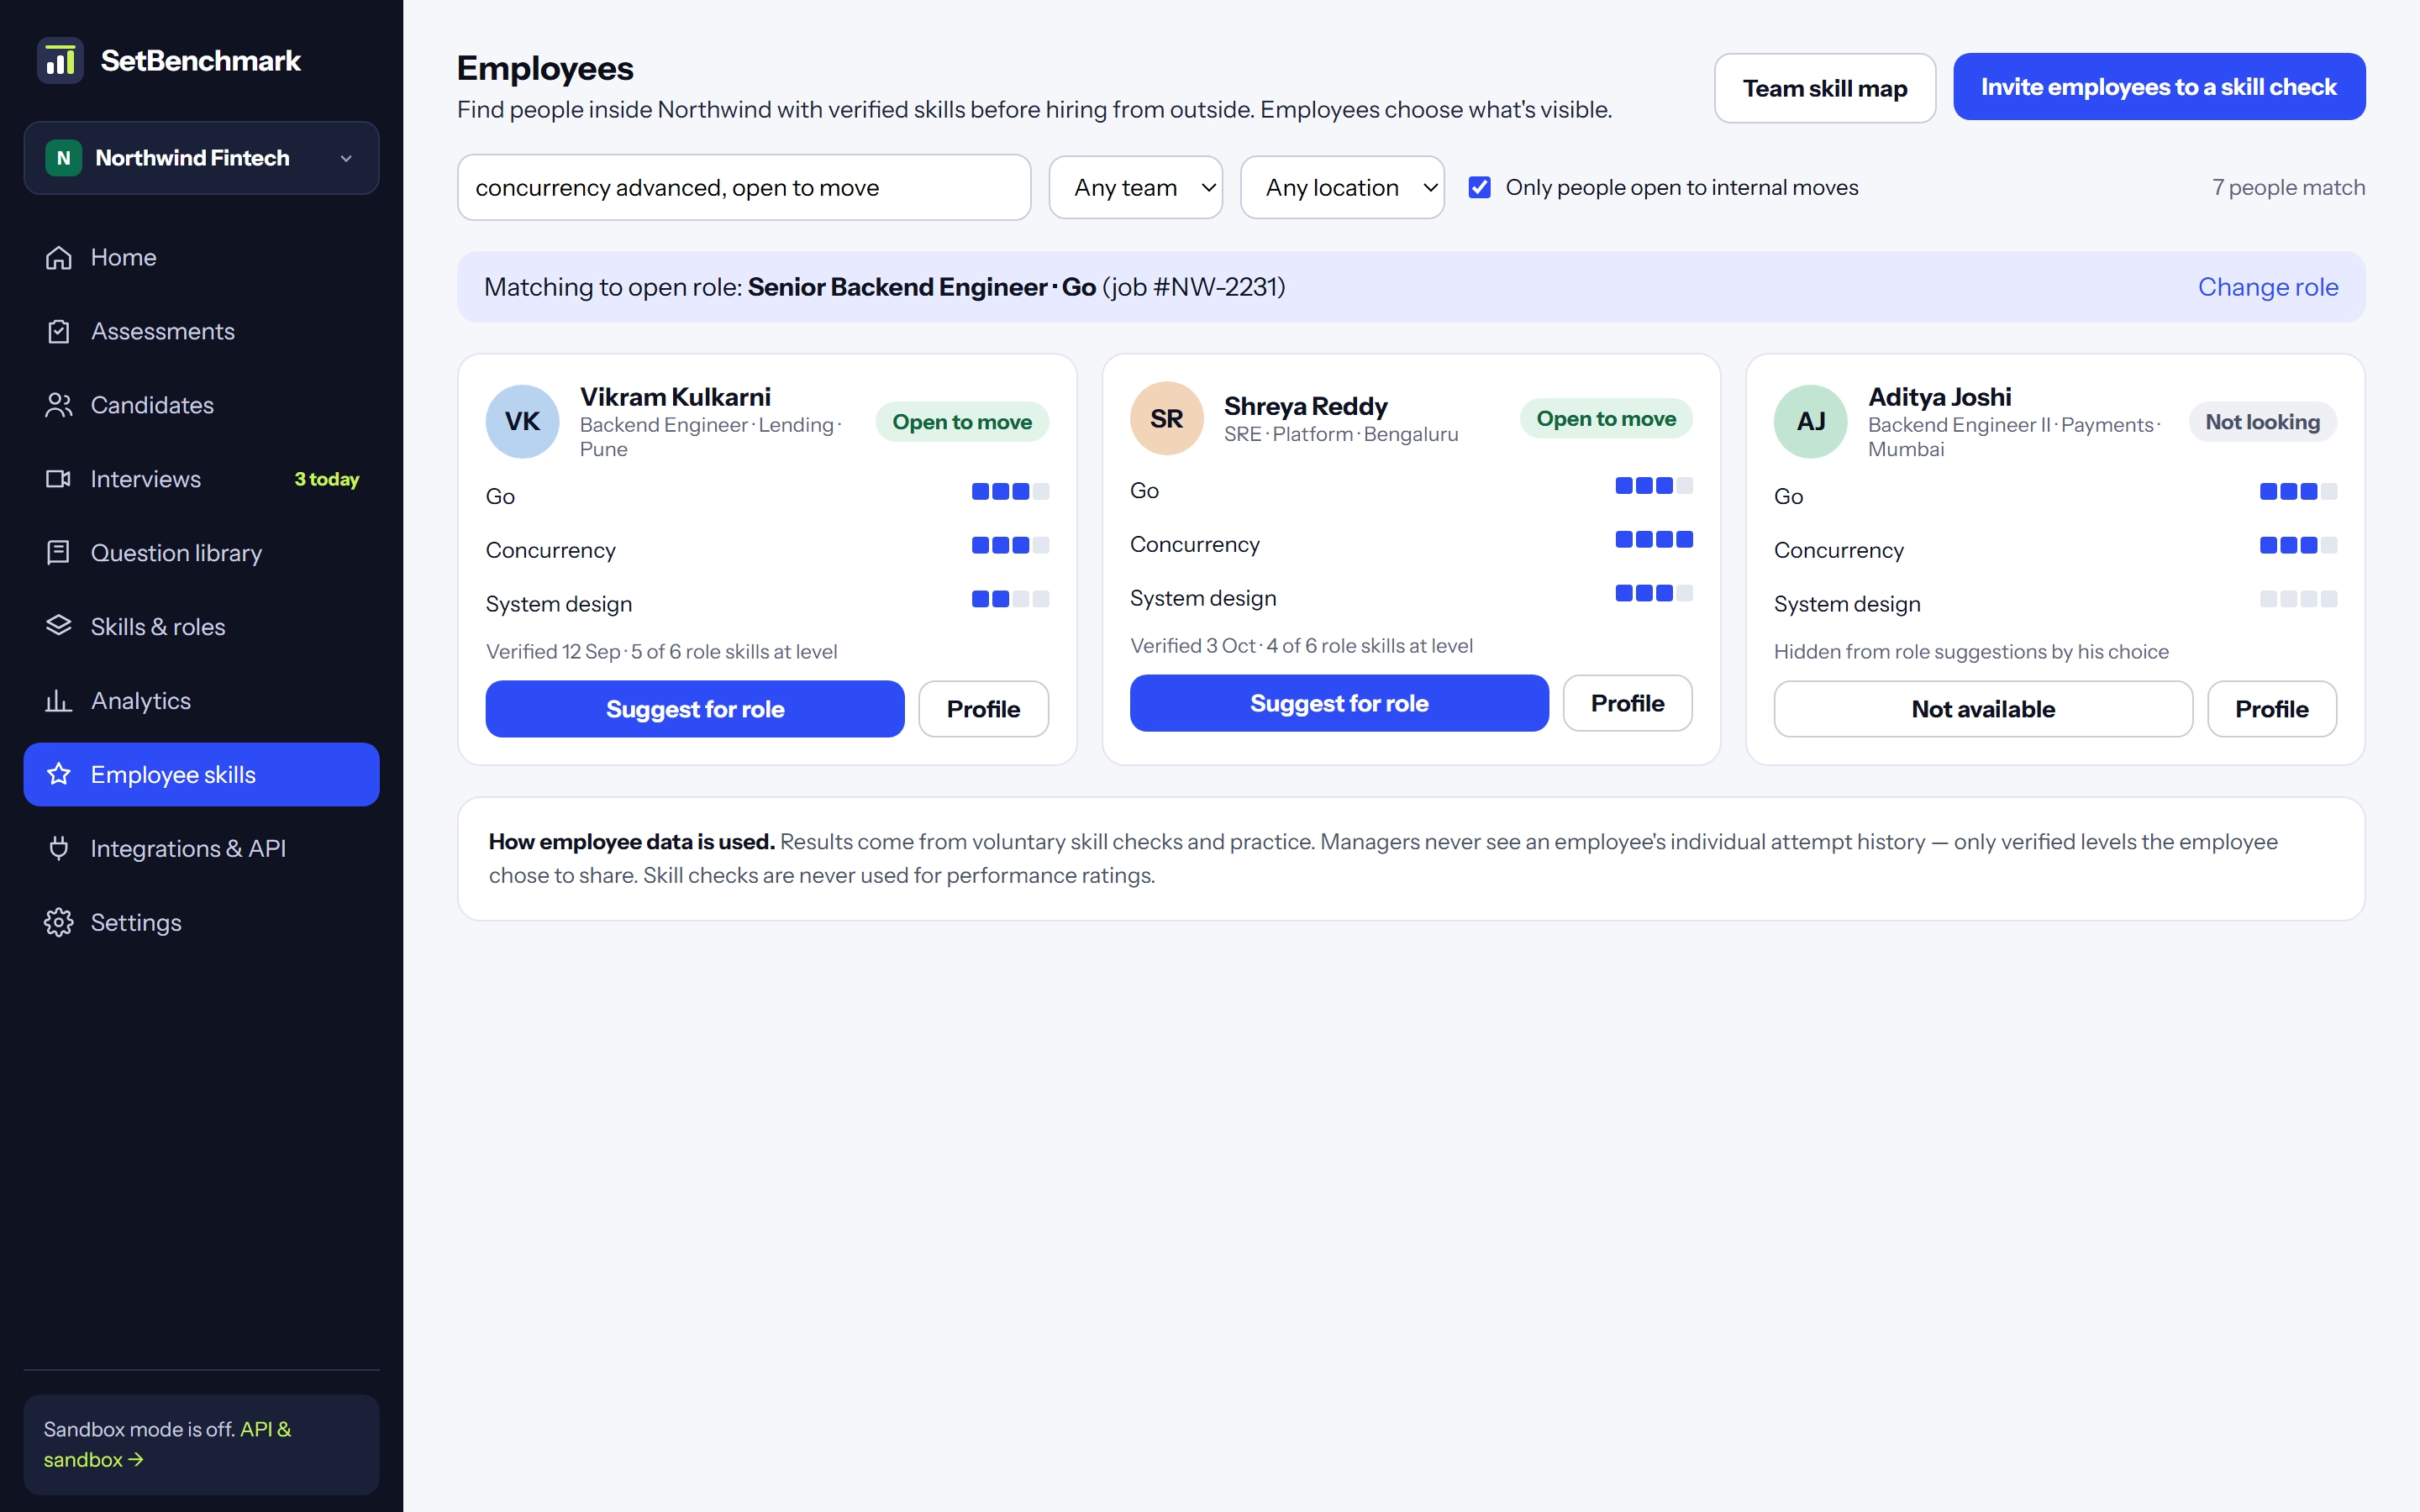 SetBenchmark
N Northwind Fintech
Home
Assessments
Candidates
Interviews 3 today
Question library
Skills & roles
Analytics
Employee skills
Integrations & API
Settings
Sandbox mode is off. API &
sandbox →
Employees
Find people inside Northwind with verified skills before hiring from outside. Employees choose what's visible.
Team skill map
Invite employees to a skill check
concurrency advanced, open to move
Any team
Any location
Only people open to internal moves
7 people match
Matching to open role: Senior Backend Engineer · Go (job #NW-2231)
Change role
VK
Vikram Kulkarni
Backend Engineer · Lending ·
Pune
Open to move
Go
Concurrency
System design
Verified 12 Sep · 5 of 6 role skills at level
Suggest for role
Profile
SR
Shreya Reddy
SRE · Platform · Bengaluru
Open to move
Go
Concurrency
System design
Verified 3 Oct · 4 of 6 role skills at level
Suggest for role
Profile
AJ
Aditya Joshi
Backend Engineer II · Payments ·
Mumbai
Not looking
Go
Concurrency
System design
Hidden from role suggestions by his choice
Not available
Profile
How employee data is used. Results come from voluntary skill checks and practice. Managers never see an employee's individual attempt history — only verified levels the employee
chose to share. Skill checks are never used for performance ratings.